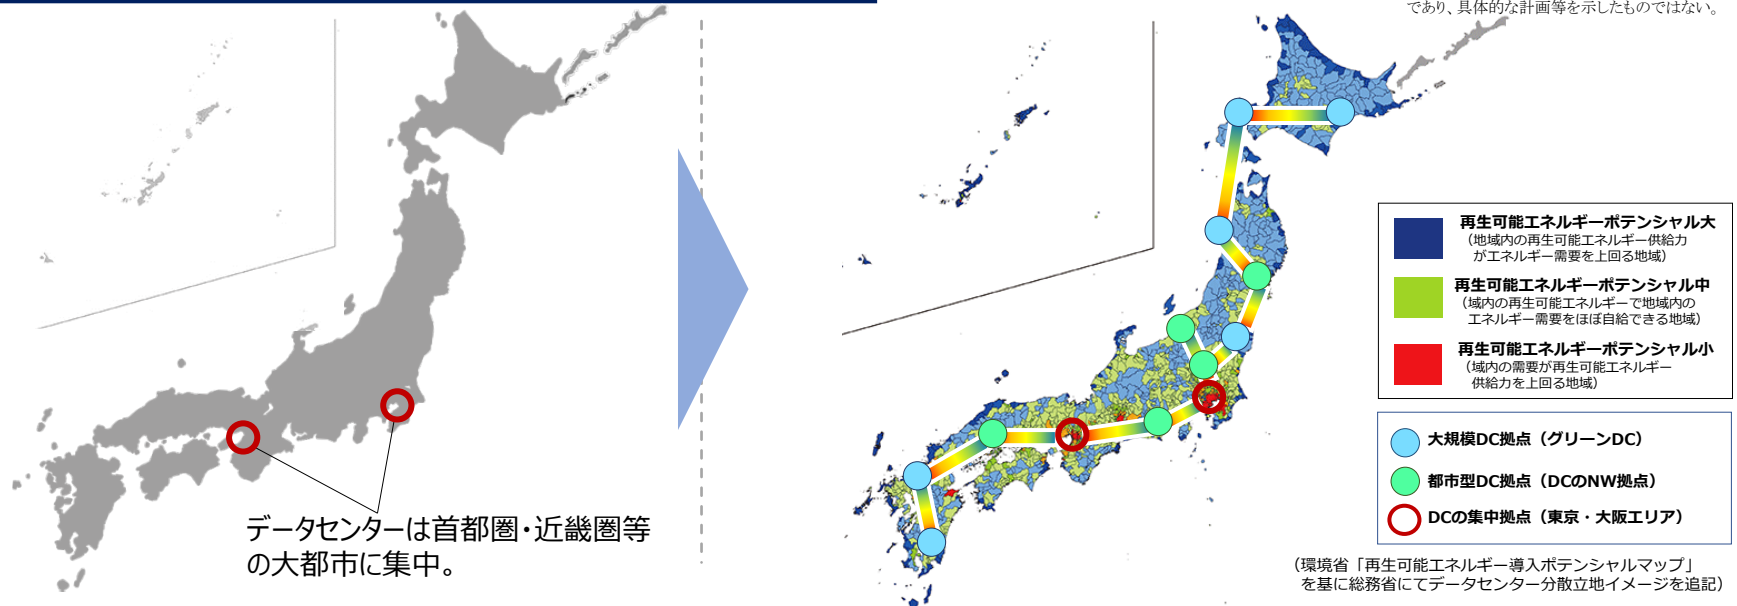 であり、具体的な計画等を示したものではない。
データセンターは首都圏・近畿圏等
の大都市に集中。
再生可能エネルギーポテンシャル大
（地域内の再生可能エネルギー供給力
がエネルギー需要を上回る地域）
再生可能エネルギーポテンシャル中
（域内の再生可能エネルギーで地域内の
エネルギー需要をほぼ自給できる地域）
再生可能エネルギーポテンシャル小
（域内の需要が再生可能エネルギー
供給力を上回る地域）
大規模DC拠点（グリーンDC）
都市型DC拠点（DCのNW拠点）
DCの集中拠点（東京・大阪エリア）
（環境省「再生可能エネルギー導入ポテンシャルマップ」
を基に総務省にてデータセンター分散立地イメージを追記）